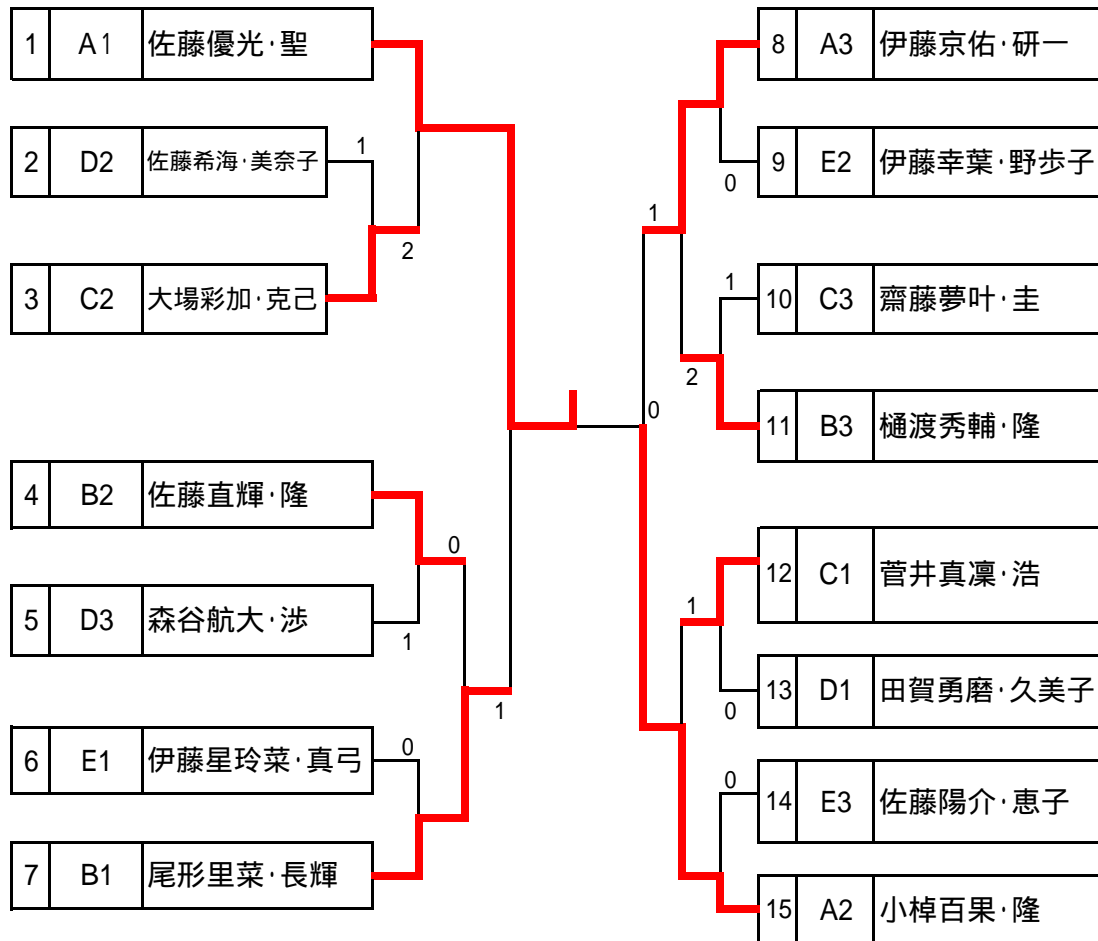 1 A1 佐藤優光・聖
2 D2 佐藤希海・美奈子
1
2
3 C2 大場彩加・克己
4 B2 佐藤直輝・隆
0
5 D3 森谷航大・渉
1
1
6 E1 伊藤星玲菜・真弓
0
7 B1 尾形里菜・長輝
0
8 A3 伊藤京佑・研一
9 E2 伊藤幸葉・野歩子
0
1
10 C3 齋藤夢叶・圭
1
2
11 B3 樋渡秀輔・隆
12 C1 菅井真凜・浩
1
13 D1 田賀勇磨・久美子
0
14 E3 佐藤陽介・恵子
0
15 A2 小棹百果・隆